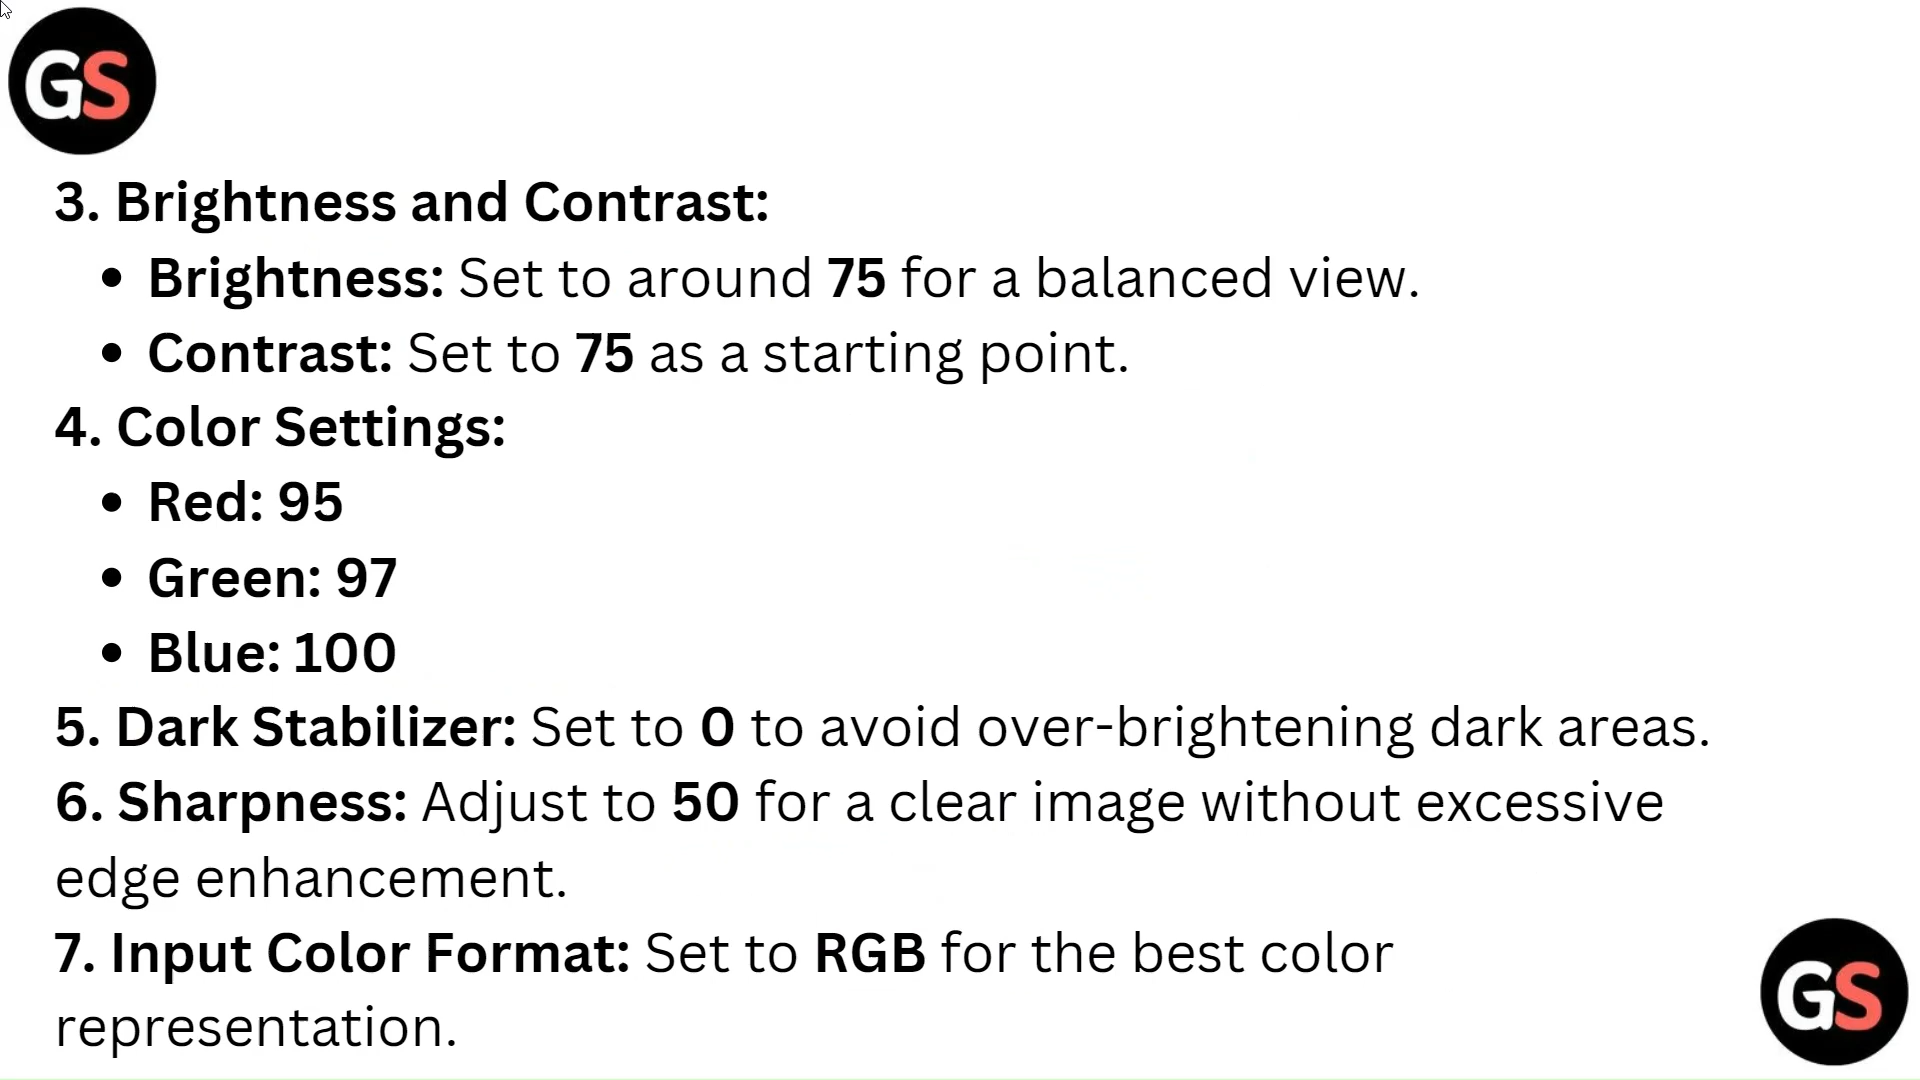 GS
3. Brightness and Contrast:
• Brightness: Set to around 75 for a balanced view.
• Contrast: Set to 75 as a starting point.
4. Color Settings:
• Red: 95
• Green: 97
• Blue: 100
5. Dark Stabilizer: Set to 0 to avoid over-brightening dark areas.
6. Sharpness: Adjust to 50 for a clear image without excessive
edge enhancement.
7. Input Color Format: Set to RGB for the best color
representation.
GS